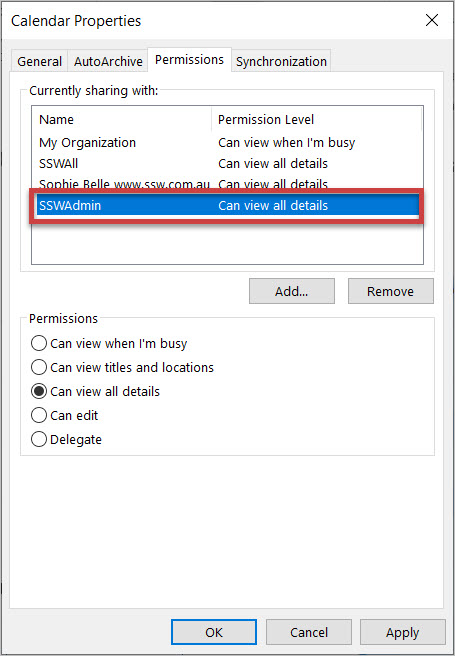 Calendar Properties
General AutoArchive Permissions Synchronization
Currently sharing with:
Name Permission Level
My Organization Can view when I'm busy
SSWAll Can view all details
Sophie Belle www.ssw.com.au Can view all details
SSWAdmin Can view all details
Add... Remove
Permissions
Can view when I'm busy
Can view titles and locations
Can view all details
Can edit
Delegate
OK Cancel Apply